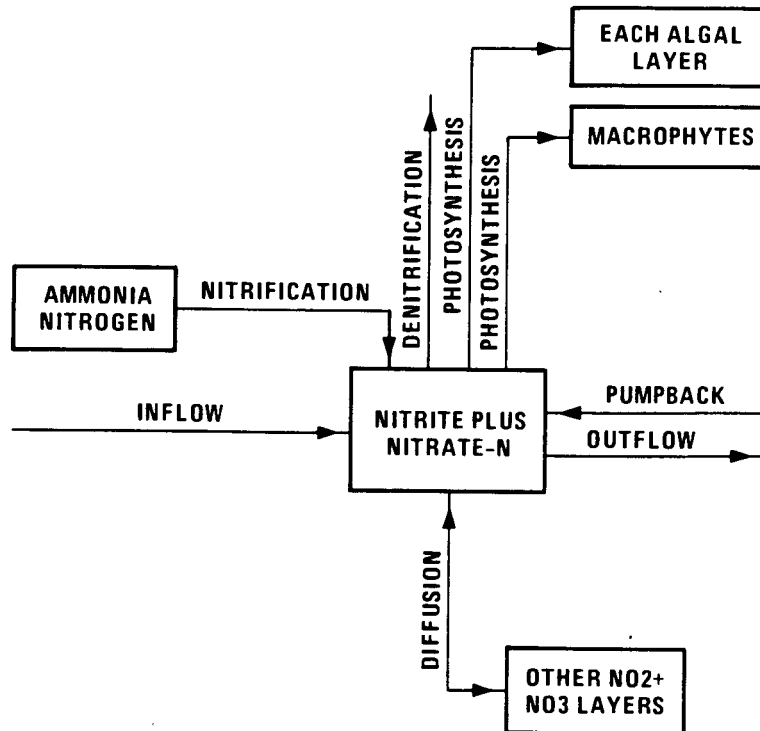 EACH ALGAL
LAYER
MACROPHYTES
DENITRIFICATION
PHOTOSYNTHESIS
PHOTOSYNTHESIS
AMMONIA
NITROGEN
NITRIFICATION
INFLOW
NITRITE PLUS
NITRATE-N
PUMPBACK
OUTFLOW
DIFFUSION
OTHER NO2+
NO3 LAYERS